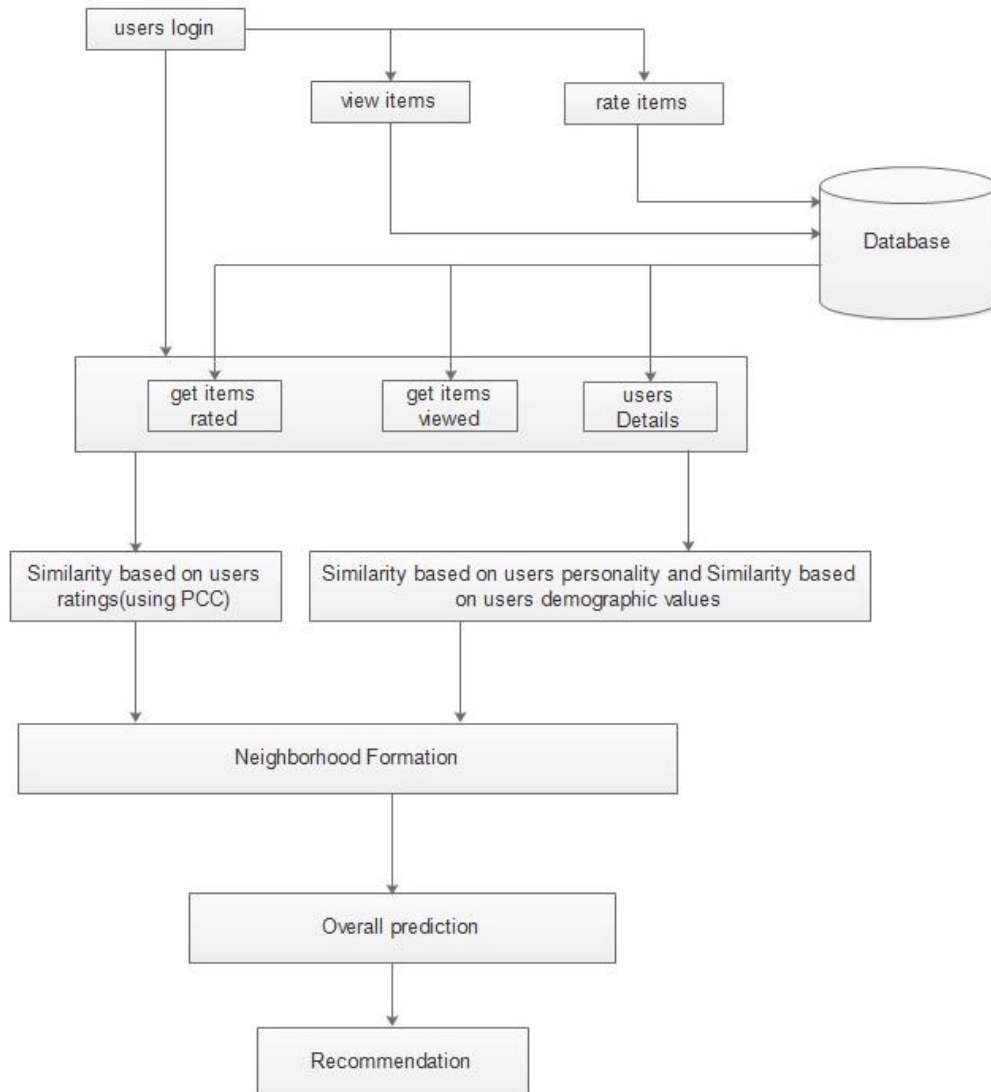 users login
view items
rate items
Database
get items
rated
get items
viewed
users
Details
Similarity based on users
ratings(using PCC)
Similarity based on users personality and Similarity based
on users demographic values
Neighborhood Formation
Overall prediction
Recommendation